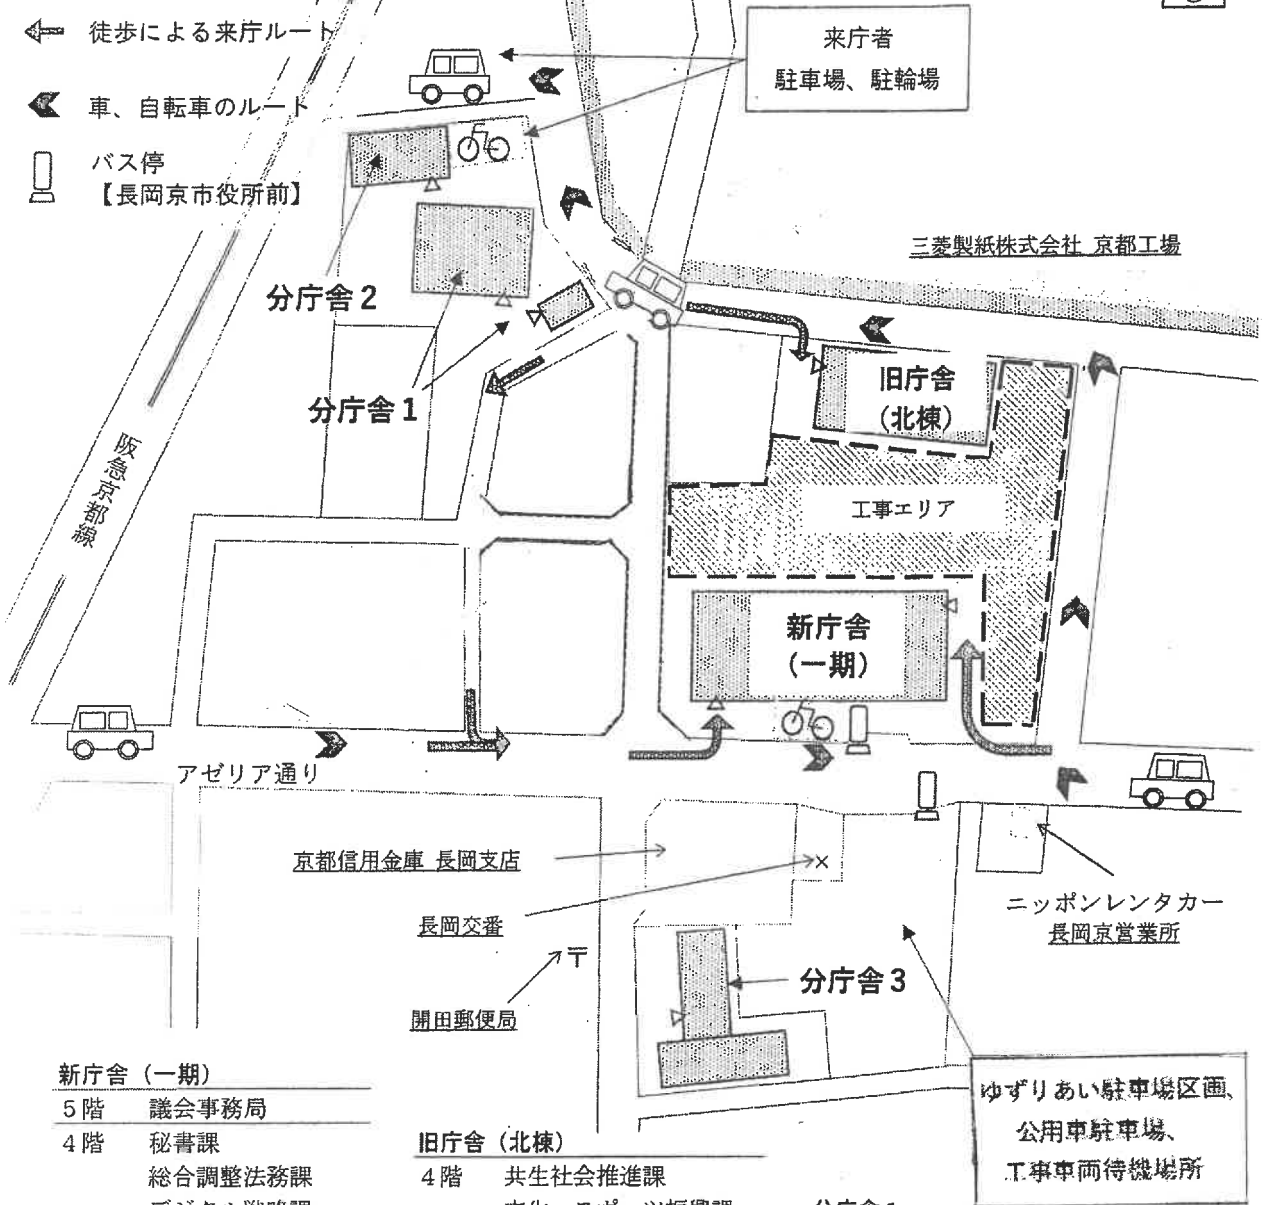 徒歩による来庁ルート
車、自転車のルート
バス停
【長岡京市役所前】
来庁者
駐車場、駐輪場
三菱製紙株式会社 京都工場
分庁舎２
分庁舎１
旧庁舎
（北棟）
阪急京都線
工事エリア
新庁舎
（一期）
アゼリア通り
京都信用金庫 長岡支店
長岡交番
ニッポンレンタカー
長岡京営業所
〒
分庁舎３
開田郵便局
ゆずりあい駐車場区画、
公用車駐車場、
工事車両待機場所
新庁舎（一期）
５階 議会事務局
４階 秘書課
総合調整法務課
旧庁舎（北棟）
４階 共生社会推進課